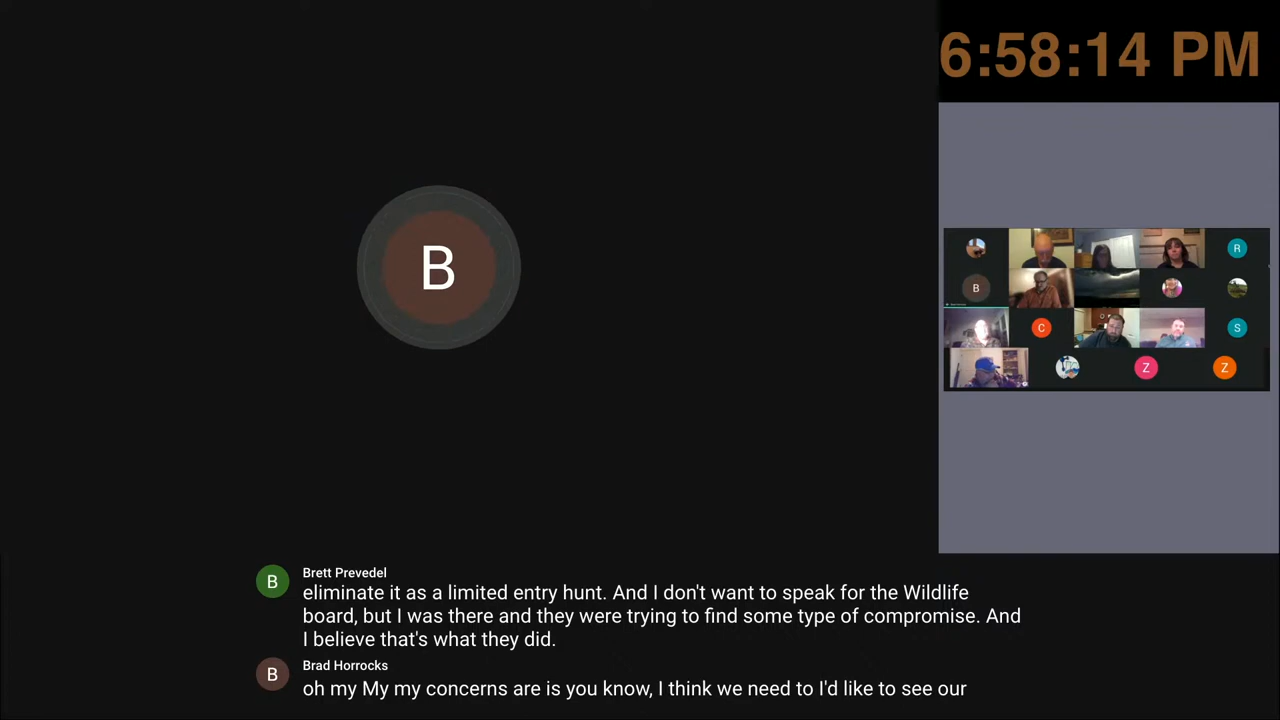 6:58:14 PM
B
R
B
C
S
Z
Z
B
Brett Prevedel
eliminate it as a limited entry hunt. And I don't want to speak for the Wildlife
board, but I was there and they were trying to find some type of compromise. And
I believe that's what they did.
B
Brad Horrocks
oh my My my concerns are is you know, I think we need to I'd like to see our